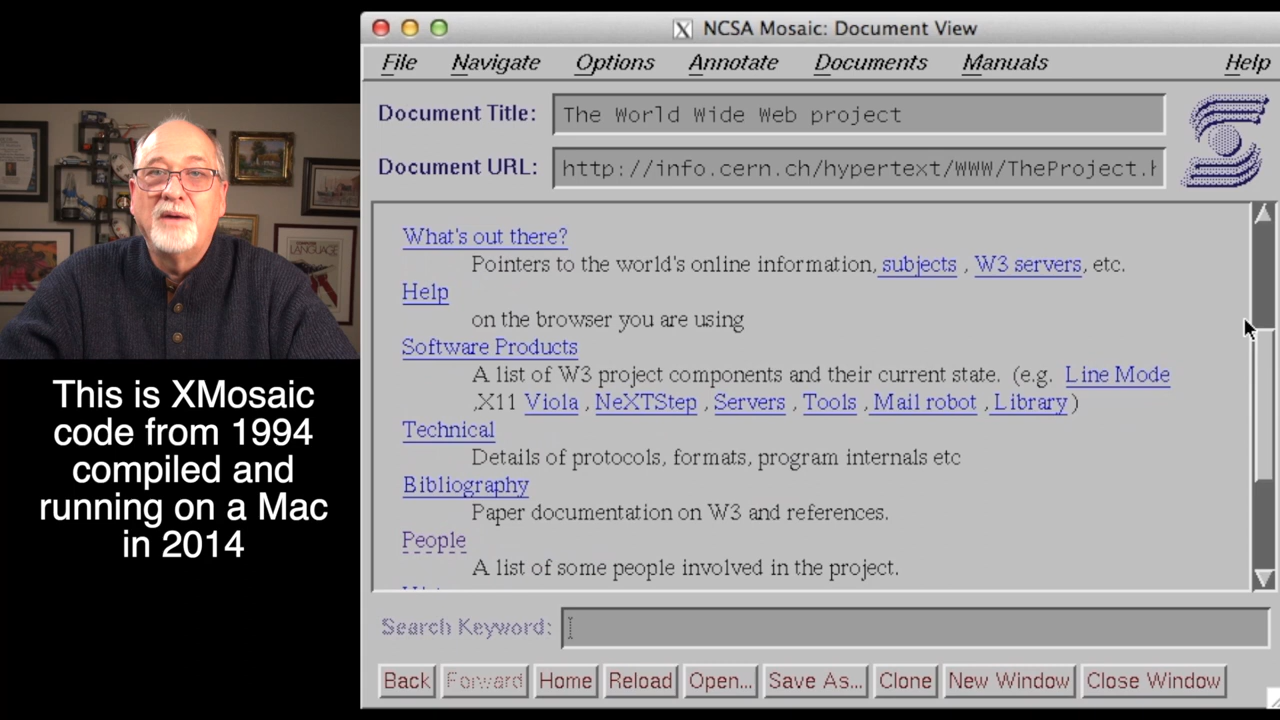 NCSA Mosaic: Document View
File Navigate Options Annotate Documents Manuals Help
Document Title: The World Wide Web project
Document URL: http://info.cern.ch/hypertext/WWW/TheProject.h
What's out there?
Pointers to the world's online information, subjects , W3 servers, etc.
Help
on the browser you are using
Software Products
A list of W3 project components and their current state. (e.g. Line Mode
,X11 Viola , NeXTStep , Servers , Tools , Mail robot , Library )
Technical
Details of protocols, formats, program internals etc
Bibliography
Paper documentation on W3 and references.
People
A list of some people involved in the project.
Search Keyword:
Back Forward Home Reload Open... Save As... Clone New Window Close Window
LANGUAGE
This is XMosaic
code from 1994
compiled and
running on a Mac
in 2014